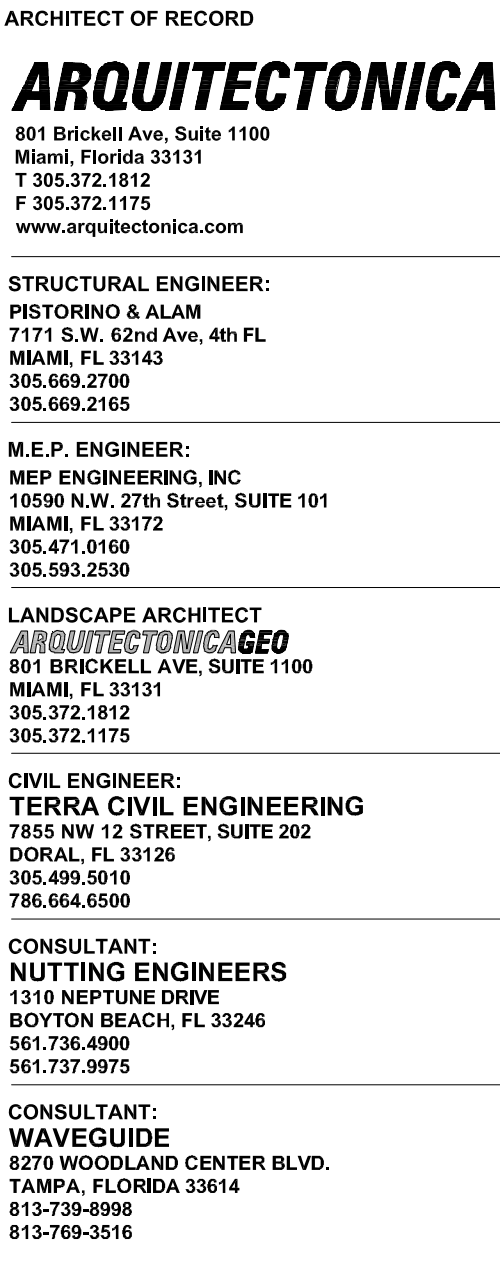 ARCHITECT OF RECORD
ARQUITECTONICA
801 Brickell Ave, Suite 1100
Miami, Florida 33131
T 305.372.1812
F 305.372.1175
www.arquitectonica.com
STRUCTURAL ENGINEER:
PISTORINO & ALAM
7171 S.W. 62nd Ave, 4th FL
MIAMI, FL 33143
305.669.2700
305.669.2165
M.E.P. ENGINEER:
MEP ENGINEERING, INC
10590 N.W. 27th Street, SUITE 101
MIAMI, FL 33172
305.471.0160
305.593.2530
LANDSCAPE ARCHITECT
ARQUITECTONICAGEO
801 BRICKELL AVE, SUITE 1100
MIAMI, FL 33131
305.372.1812
305.372.1175
CIVIL ENGINEER:
TERRA CIVIL ENGINEERING
7855 NW 12 STREET, SUITE 202
DORAL, FL 33126
305.499.5010
786.664.6500
CONSULTANT:
NUTTING ENGINEERS
1310 NEPTUNE DRIVE
BOYTON BEACH, FL 33246
561.736.4900
561.737.9975
CONSULTANT:
WAVEGUIDE
8270 WOODLAND CENTER BLVD.
TAMPA, FLORIDA 33614
813-739-8998
813-769-3516